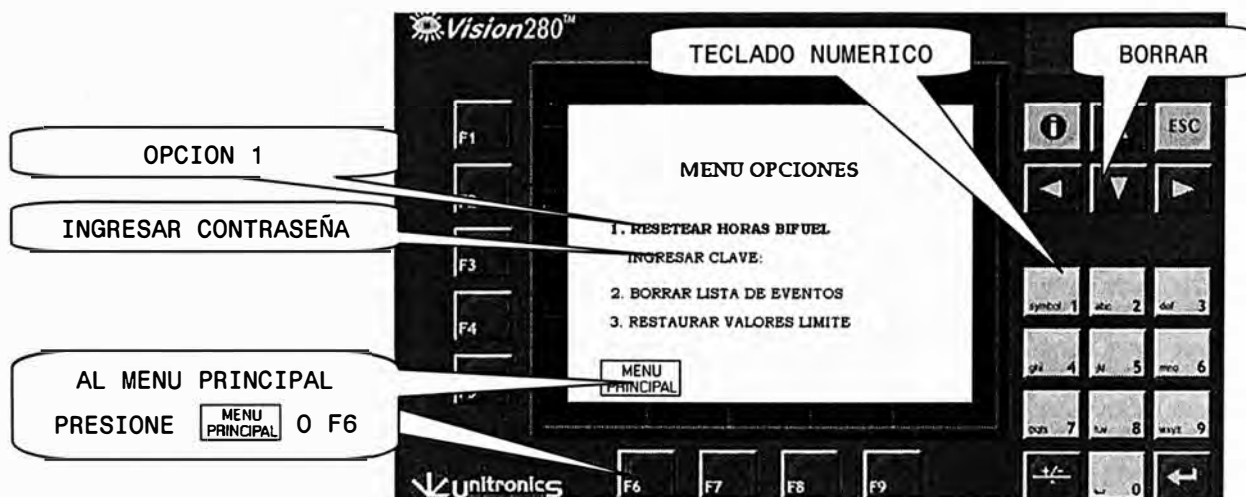 Vision280™
TECLADO NUMERICO
BORRAR
F1
ESC
OPCION 1
MENU OPCIONES
INGRESAR CONTRASEÑA
1. RESETEAR HORAS BIFUEL
INGRESAR CLAVE:
F3
2. BORRAR LISTA DE EVENTOS
symbol 1
abc 2
def 3
F4
3. RESTAURAR VALORES LIMITE
AL MENU PRINCIPAL
PRESIONE MENU PRINCIPAL O F6
MENU
PRINCIPAL
ghi 4
jkl 5
mno 6
pqrs 7
tuv 8
wxyz 9
unitronics
F6
F7
F8
F9
+/-
0